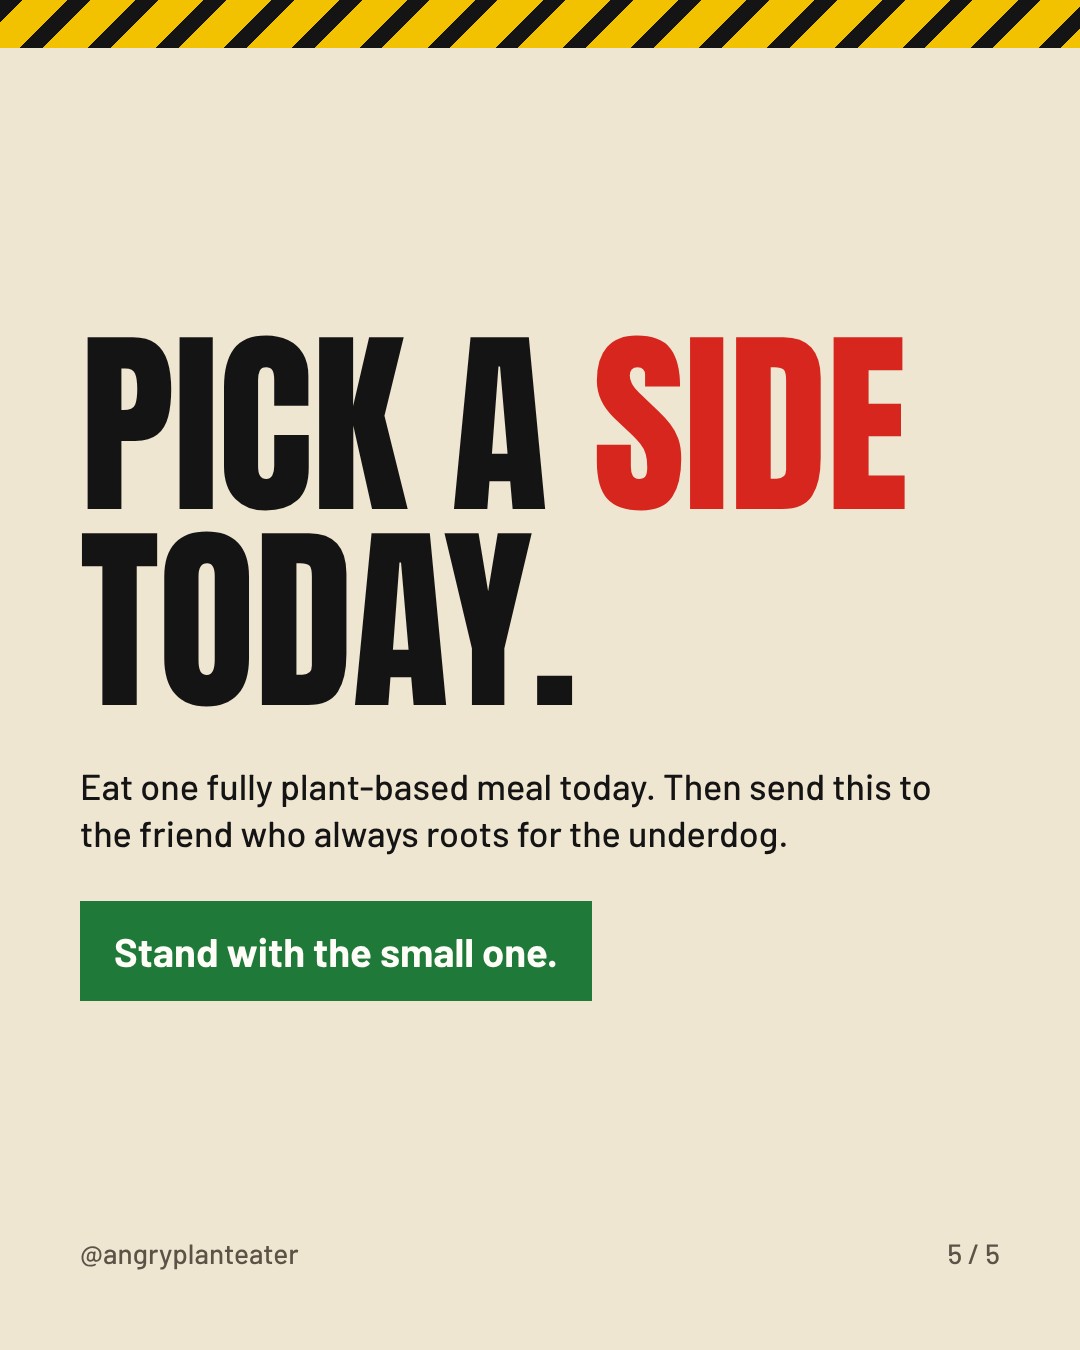 PICK A SIDE
TODAY.
Eat one fully plant-based meal today. Then send this to
the friend who always roots for the underdog.
Stand with the small one.
@angryplanteater
5 / 5